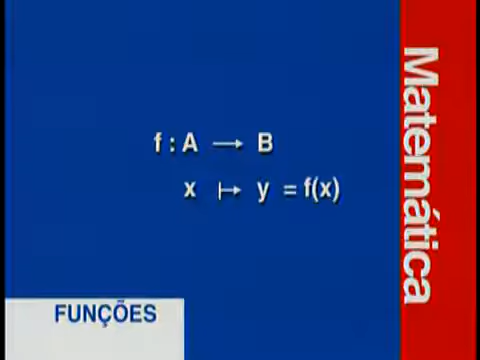 f : A → B
x ↦ y = f(x)
Matemática
FUNÇÕES